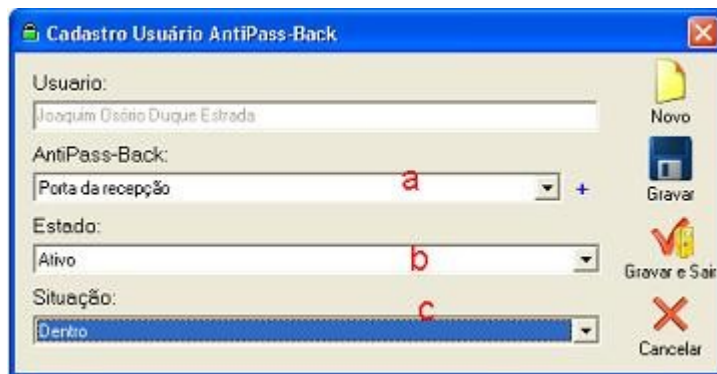 Cadastro Usuário AntiPass-Back
Usuario:
Joaquim Osório Duque Estrada
Novo
AntiPass-Back:
Porta da recepção
a
+
Gravar
Estado:
Ativo
b
Gravar e Sair
Situação:
Dentro
c
Cancelar